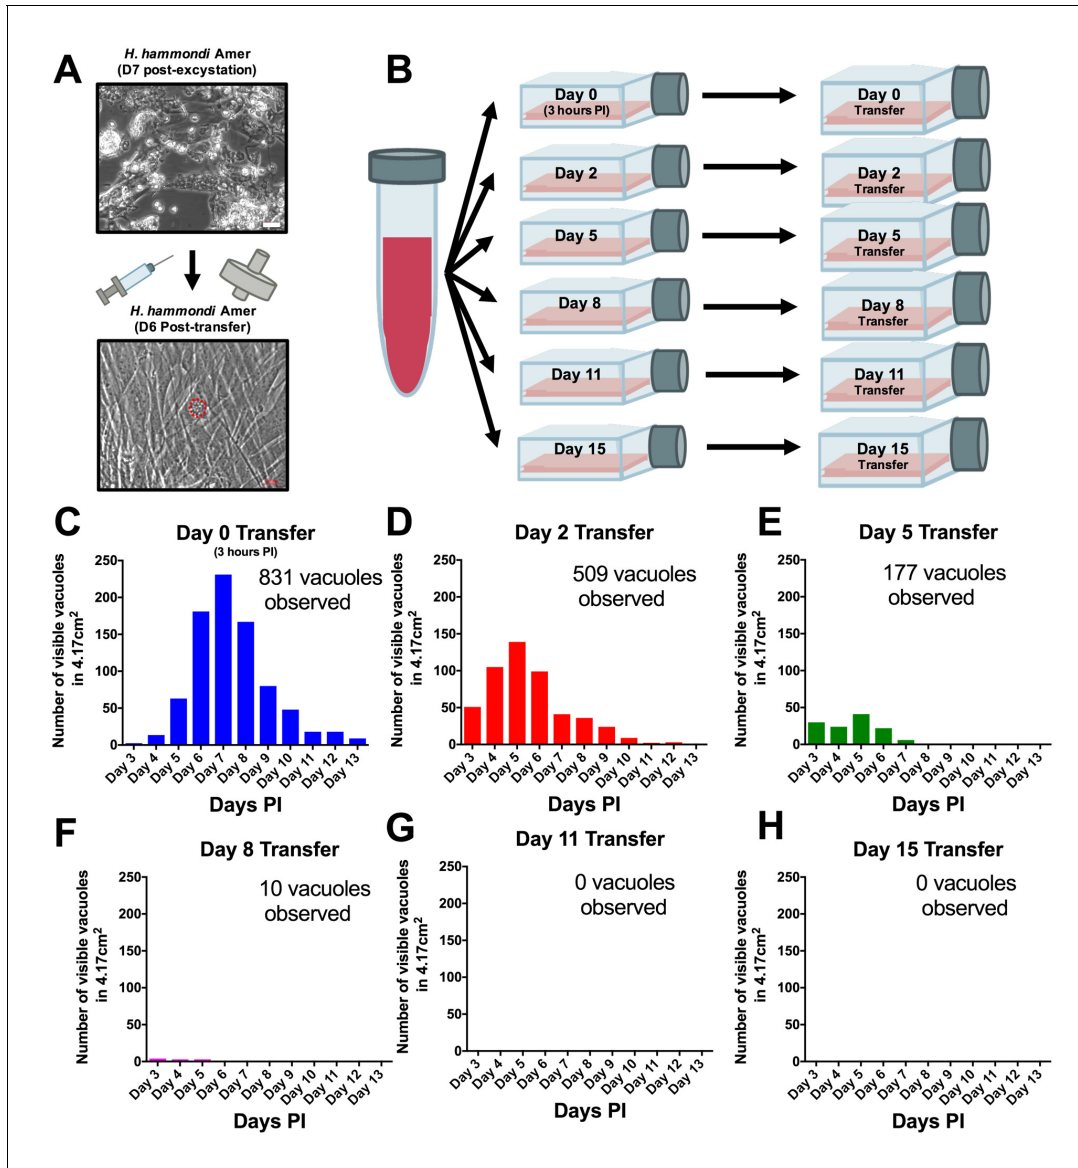 A
H. hammondi Amer
(D7 post-excystation)
H. hammondi Amer
(D6 Post-transfer)
B
Day 0
(3 hours PI)
Day 0
Transfer
Day 2
Day 2
Transfer
Day 5
Day 5
Transfer
Day 8
Day 8
Transfer
Day 11
Day 11
Transfer
Day 15
Day 15
Transfer
C
Day 0 Transfer
(3 hours PI)
831 vacuoles
observed
Number of visible vacuoles
in 4.17cm²
250
200
150
100
50
0
Day 3
Day 4
Day 5
Day 6
Day 7
Day 8
Day 9
Day 10
Day 11
Day 12
Day 13
Days PI
D
Day 2 Transfer
509 vacuoles
observed
Number of visible vacuoles
in 4.17cm²
250
200
150
100
50
0
Day 3
Day 4
Day 5
Day 6
Day 7
Day 8
Day 9
Day 10
Day 11
Day 12
Day 13
Days PI
E
Day 5 Transfer
177 vacuoles
observed
Number of visible vacuoles
in 4.17cm²
250
200
150
100
50
0
Day 3
Day 4
Day 5
Day 6
Day 7
Day 8
Day 9
Day 10
Day 11
Day 12
Day 13
Days PI
F
Day 8 Transfer
10 vacuoles
observed
Number of visible vacuoles
in 4.17cm²
250
200
150
100
50
0
Day 3
Day 4
Day 5
Day 6
Day 7
Day 8
Day 9
Day 10
Day 11
Day 12
Day 13
Days PI
G
Day 11 Transfer
0 vacuoles
observed
Number of visible vacuoles
in 4.17cm²
250
200
150
100
50
0
Day 3
Day 4
Day 5
Day 6
Day 7
Day 8
Day 9
Day 10
Day 11
Day 12
Day 13
Days PI
H
Day 15 Transfer
0 vacuoles
observed
Number of visible vacuoles
in 4.17cm²
250
200
150
100
50
0
Day 3
Day 4
Day 5
Day 6
Day 7
Day 8
Day 9
Day 10
Day 11
Day 12
Day 13
Days PI